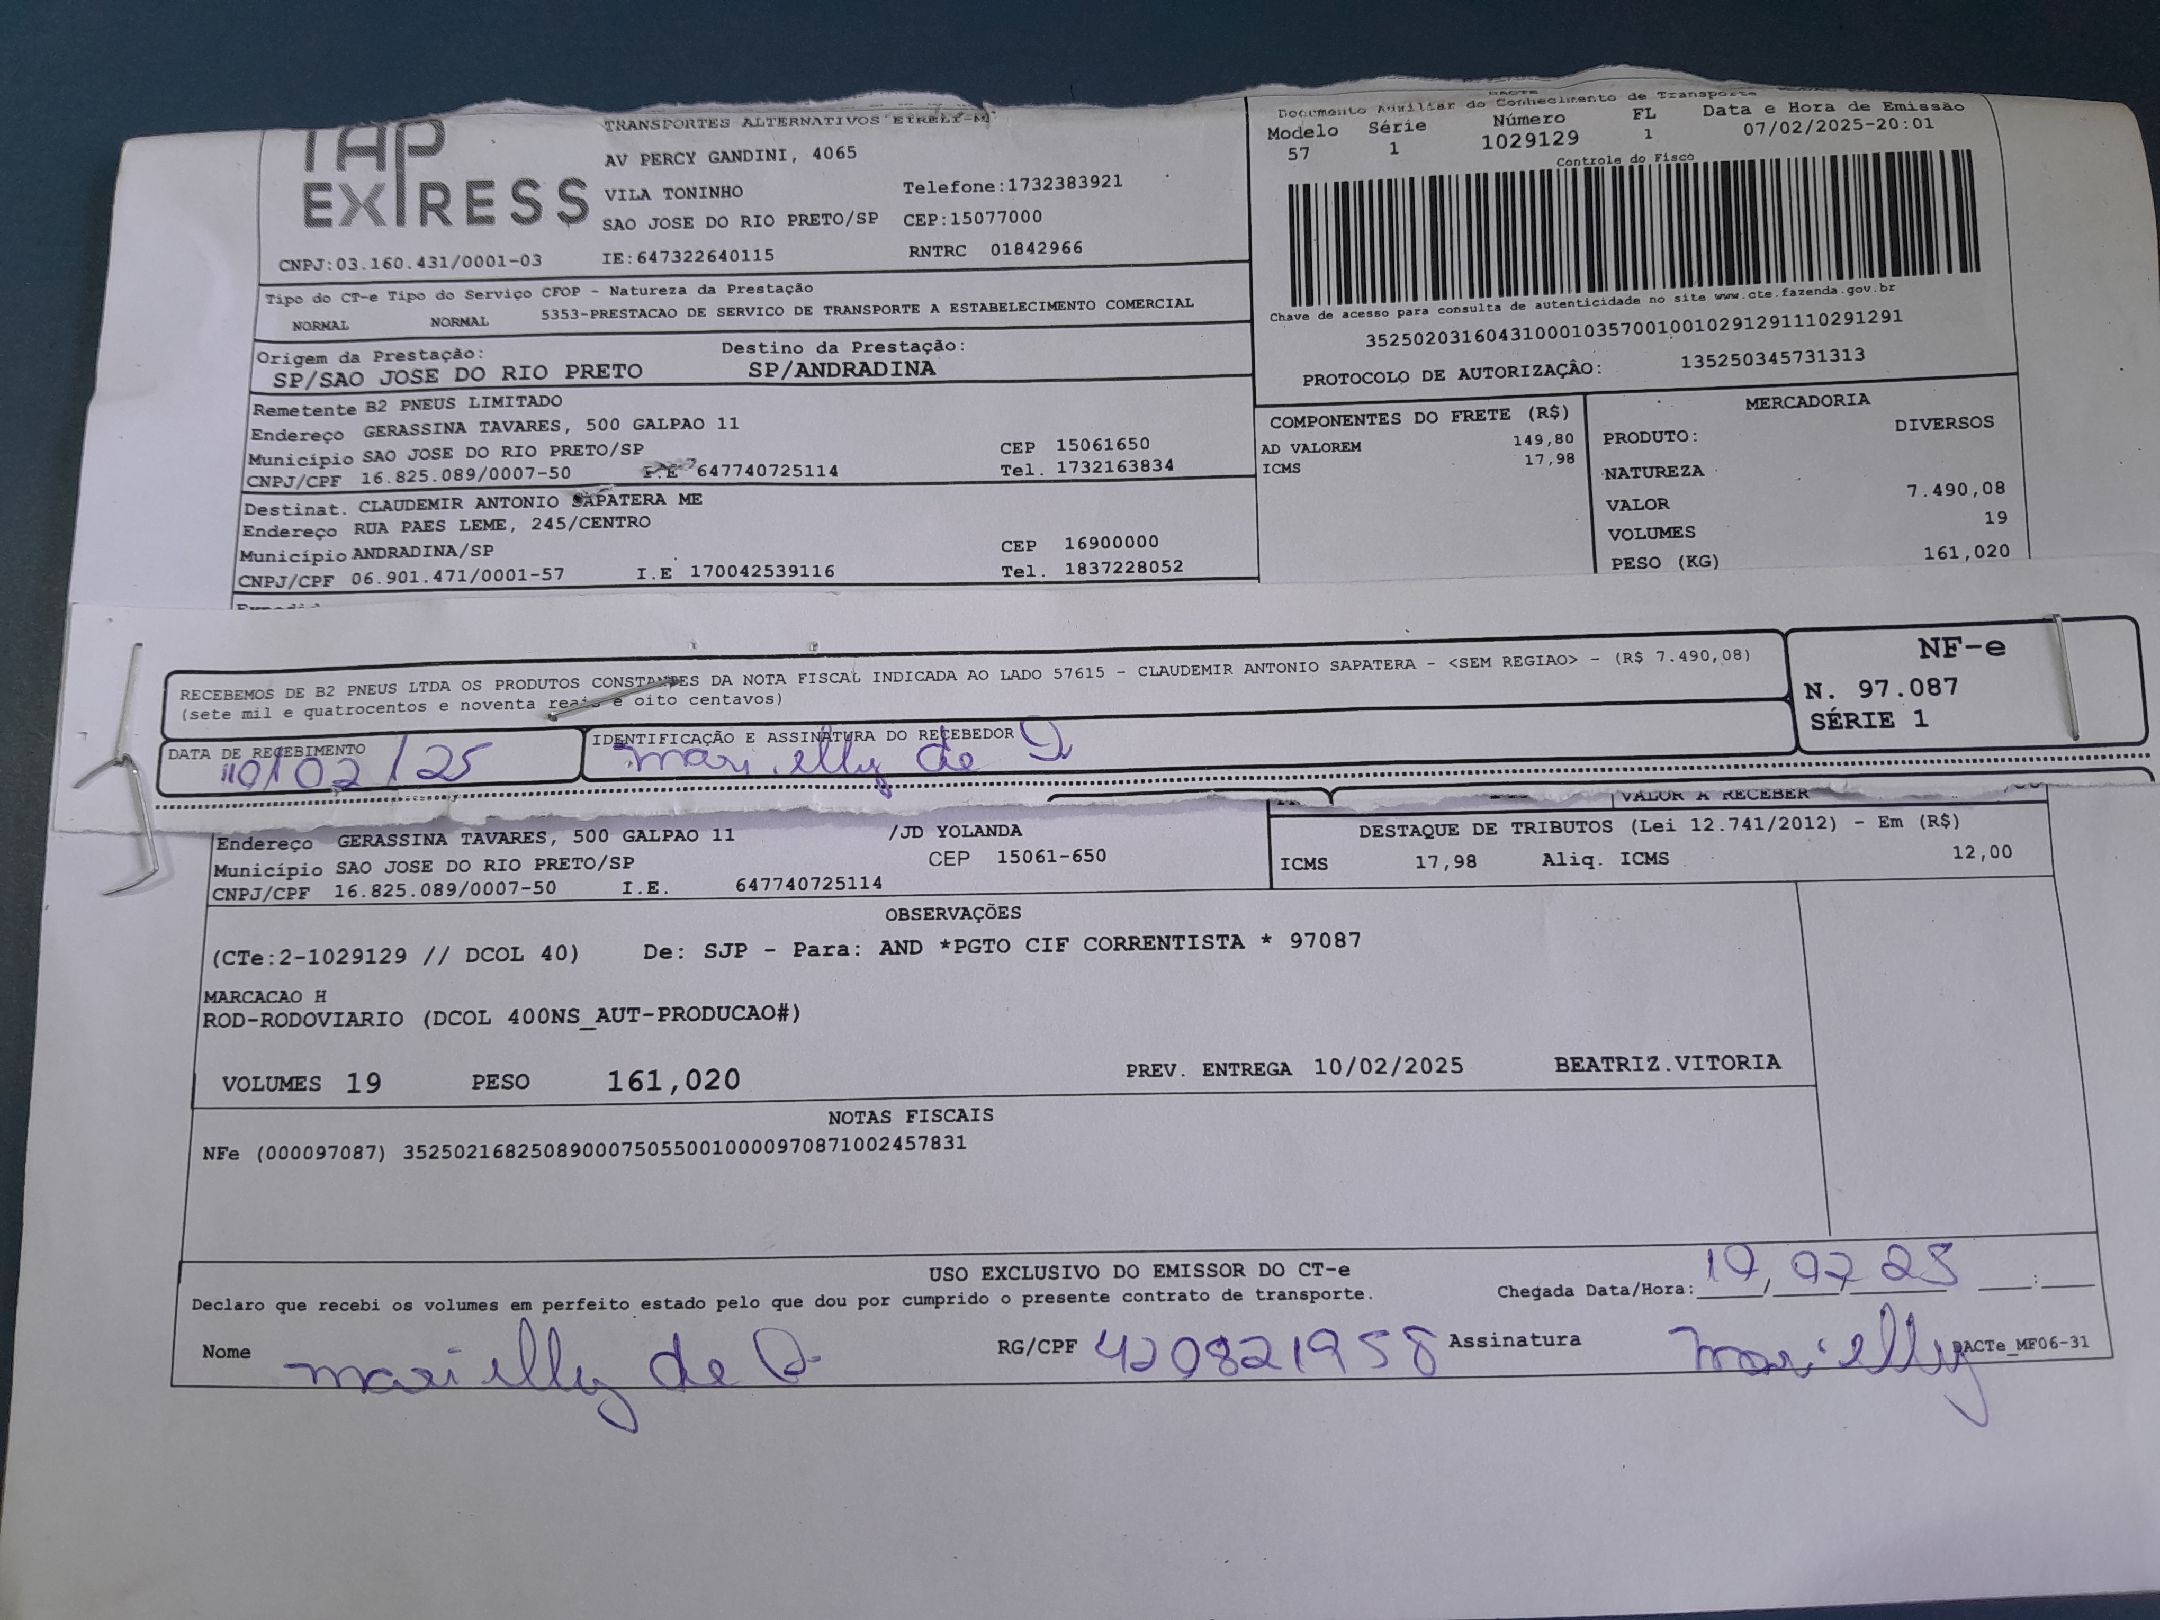 TAP
EXPRESS
TRANSPORTES ALTERNATIVOS EIRELI-M
AV PERCY GANDINI, 4065
VILA TONINHO Telefone:1732383921
SAO JOSE DO RIO PRETO/SP CEP:15077000
CNPJ:03.160.431/0001-03 IE:647322640115 RNTRC 01842966
DACTE
Documento Auxiliar do Conhecimento de Transporte
Modelo Série Número FL Data e Hora de Emissão
57 1 1029129 1 07/02/2025-20:01
Controle do Fisco
Chave de acesso para consulta de autenticidade no site www.cte.fazenda.gov.br
35250203160431000103570010010291291110291291
PROTOCOLO DE AUTORIZAÇÂO: 135250345731313
Tipo do CT-e Tipo do Serviço CFOP - Natureza da Prestação
NORMAL NORMAL 5353-PRESTACAO DE SERVICO DE TRANSPORTE A ESTABELECIMENTO COMERCIAL
Origem da Prestação: Destino da Prestação:
SP/SAO JOSE DO RIO PRETO SP/ANDRADINA
Remetente B2 PNEUS LIMITADO
Endereço GERASSINA TAVARES, 500 GALPAO 11
Município SAO JOSE DO RIO PRETO/SP CEP 15061650
CNPJ/CPF 16.825.089/0007-50 I.E 647740725114 Tel. 1732163834
Destinat. CLAUDEMIR ANTONIO SAPATERA ME
Endereço RUA PAES LEME, 245/CENTRO
Município ANDRADINA/SP CEP 16900000
CNPJ/CPF 06.901.471/0001-57 I.E 170042539116 Tel. 1837228052
COMPONENTES DO FRETE (R$)
AD VALOREM 149,80
ICMS 17,98
MERCADORIA
PRODUTO: DIVERSOS
NATUREZA
VALOR 7.490,08
VOLUMES 19
PESO (KG) 161,020
RECEBEMOS DE B2 PNEUS LTDA OS PRODUTOS CONSTANTES DA NOTA FISCAL INDICADA AO LADO 57615 - CLAUDEMIR ANTONIO SAPATERA - <SEM REGIAO> - (R$ 7.490,08)
(sete mil e quatrocentos e noventa reais e oito centavos)
DATA DE RECEBIMENTO IDENTIFICAÇÃO E ASSINATURA DO RECEBEDOR
10/02/25 marielly de
NF-e
N. 97.087
SÉRIE 1
VALOR A RECEBER
Endereço GERASSINA TAVARES, 500 GALPAO 11 /JD YOLANDA
Município SAO JOSE DO RIO PRETO/SP CEP 15061-650
CNPJ/CPF 16.825.089/0007-50 I.E. 647740725114
DESTAQUE DE TRIBUTOS (Lei 12.741/2012) - Em (R$)
ICMS 17,98 Aliq. ICMS 12,00
OBSERVAÇÕES
(CTe:2-1029129 // DCOL 40) De: SJP - Para: AND *PGTO CIF CORRENTISTA * 97087
MARCACAO H
ROD-RODOVIARIO (DCOL 400NS_AUT-PRODUCAO#)
VOLUMES 19 PESO 161,020 PREV. ENTREGA 10/02/2025 BEATRIZ.VITORIA
NOTAS FISCAIS
NFe (000097087) 35250216825089000750550010000970871002457831
USO EXCLUSIVO DO EMISSOR DO CT-e
Declaro que recebi os volumes em perfeito estado pelo que dou por cumprido o presente contrato de transporte. Chegada Data/Hora: 10/02/25 :
Nome marielly de RG/CPF 420821958 Assinatura Marielly DACTe_MF06-31